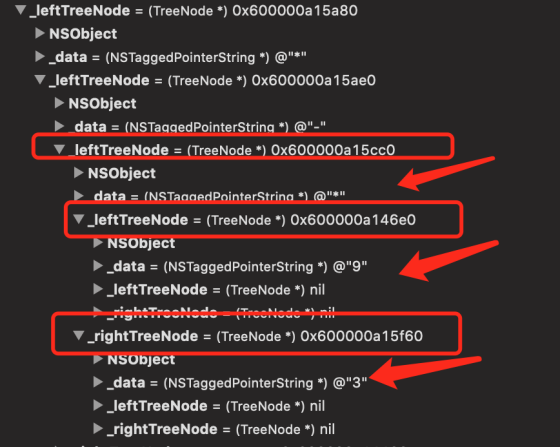 _leftTreeNode = (TreeNode *) 0x600000a15a80
NSObject
_data = (NSTaggedPointerString *) @"*"
_leftTreeNode = (TreeNode *) 0x600000a15ae0
NSObject
_data = (NSTaggedPointerString *) @"-"
_leftTreeNode = (TreeNode *) 0x600000a15cc0
NSObject
_data = (NSTaggedPointerString *) @"*"
_leftTreeNode = (TreeNode *) 0x600000a146e0
NSObject
_data = (NSTaggedPointerString *) @"9"
_leftTreeNode = (TreeNode *) nil
_rightTreeNode = (TreeNode *) nil
_rightTreeNode = (TreeNode *) 0x600000a15f60
NSObject
_data = (NSTaggedPointerString *) @"3"
_leftTreeNode = (TreeNode *) nil
_rightTreeNode = (TreeNode *) nil